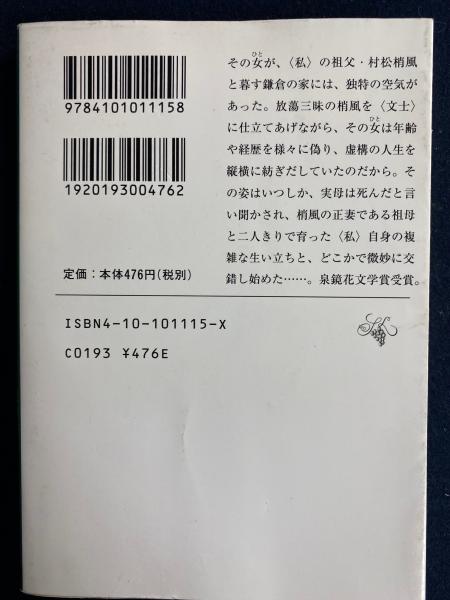 9784101011158
1920193004762
定価：本体476円（税別）
その女が、〈私〉の祖父・村松梢風
と暮す鎌倉の家には、独特の空気が
あった。放蕩三昧の梢風を〈文士〉
に仕立てあげながら、その女は年齢
や経歴を様々に偽り、虚構の人生を
縦横に紡ぎだしていたのだから。そ
の姿はいつしか、実母は死んだと言
い聞かされ、梢風の正妻である祖母
と二人きりで育った〈私〉自身の複
雑な生い立ちと、どこかで微妙に交
錯し始めた……。泉鏡花文学賞受賞。
ひと
ひと
ISBN4-10-101115-X
C0193 ¥476E